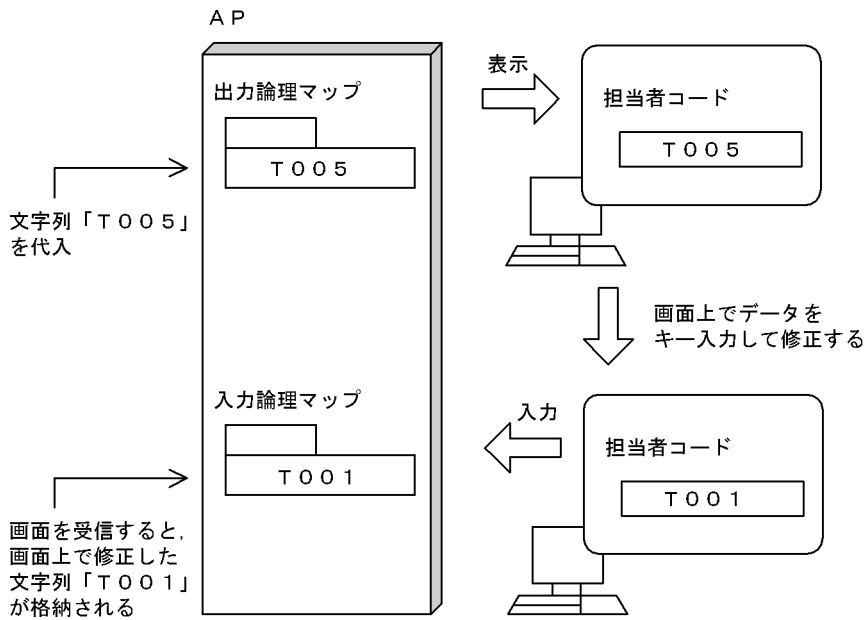 ＡＰ
表示
出力論理マップ
担当者コード
Ｔ００５
Ｔ００５
文字列「Ｔ００５」
を代入
画面上でデータを
キー入力して修正する
入力論理マップ
入力
担当者コード
Ｔ００１
Ｔ００１
画面を受信すると，
画面上で修正した
文字列「Ｔ００１」
が格納される